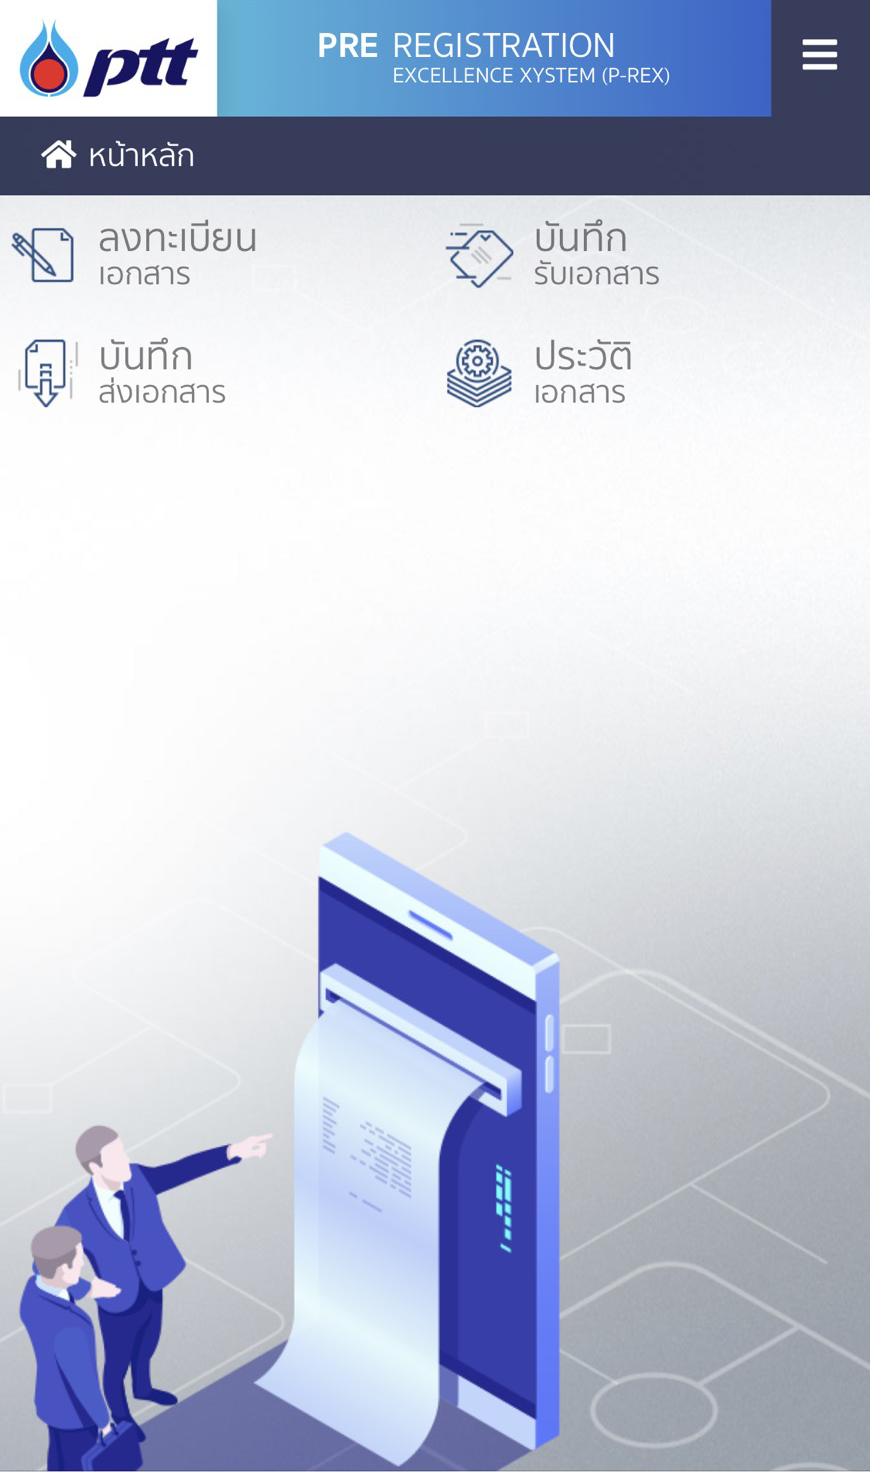 ptt
PRE REGISTRATION
EXCELLENCE XYSTEM (P-REX)
หน้าหลัก
ลงทะเบียน
เอกสาร
บันทึก
รับเอกสาร
บันทึก
ส่งเอกสาร
ประวัติ
เอกสาร